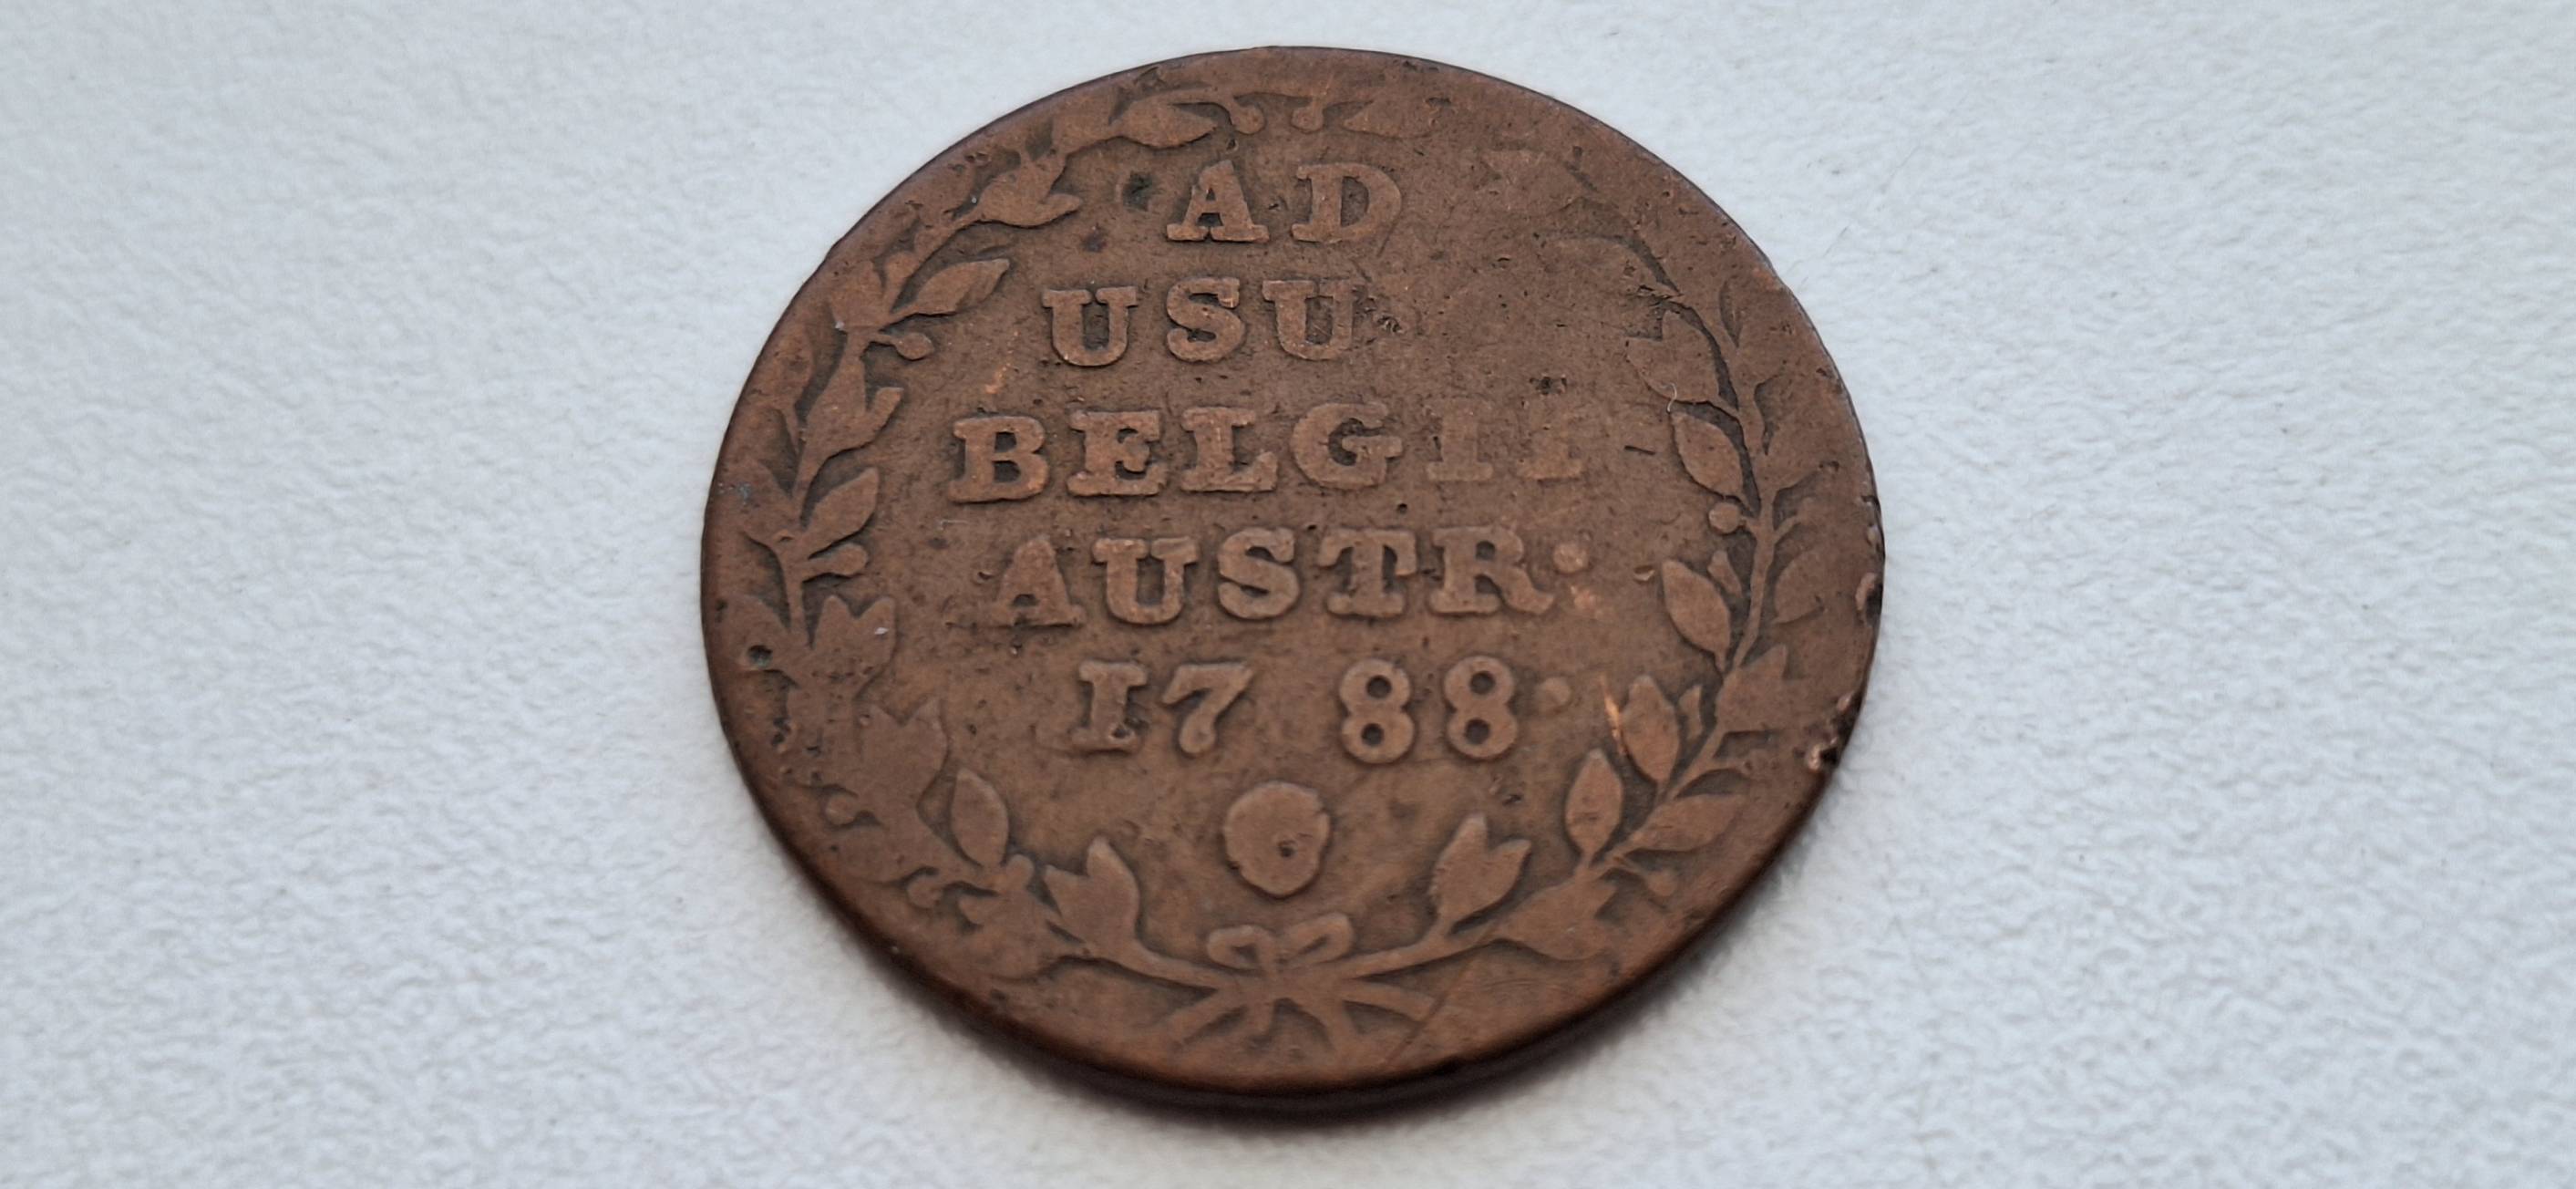 AD
USU
BELGII
AUSTR·
17 88·